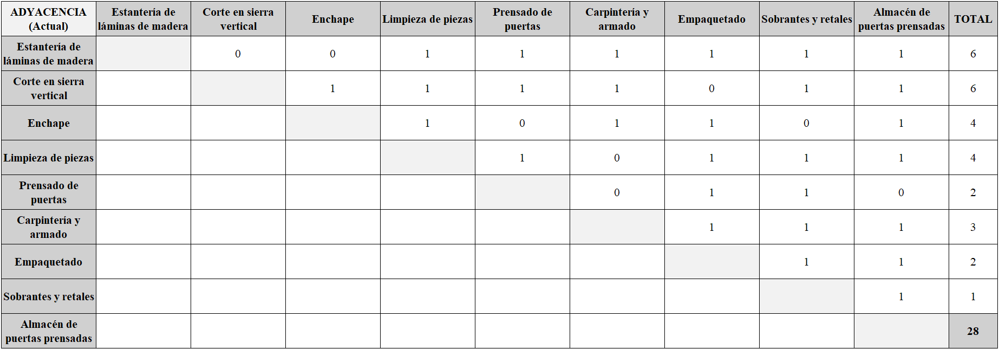 ADYACENCIA (Actual) Estantería de láminas de madera Corte en sierra vertical Enchape Limpieza de piezas Prensado de puertas Carpintería y armado Empaquetado Sobrantes y retales Almacén de puertas prensadas TOTAL
Estantería de láminas de madera 0 0 1 1 1 1 1 1 6
Corte en sierra vertical 1 1 1 1 0 1 1 6
Enchape 1 0 1 1 0 1 4
Limpieza de piezas 1 0 1 1 1 4
Prensado de puertas 0 1 1 0 2
Carpintería y armado 1 1 1 3
Empaquetado 1 1 2
Sobrantes y retales 1 1
Almacén de puertas prensadas 28